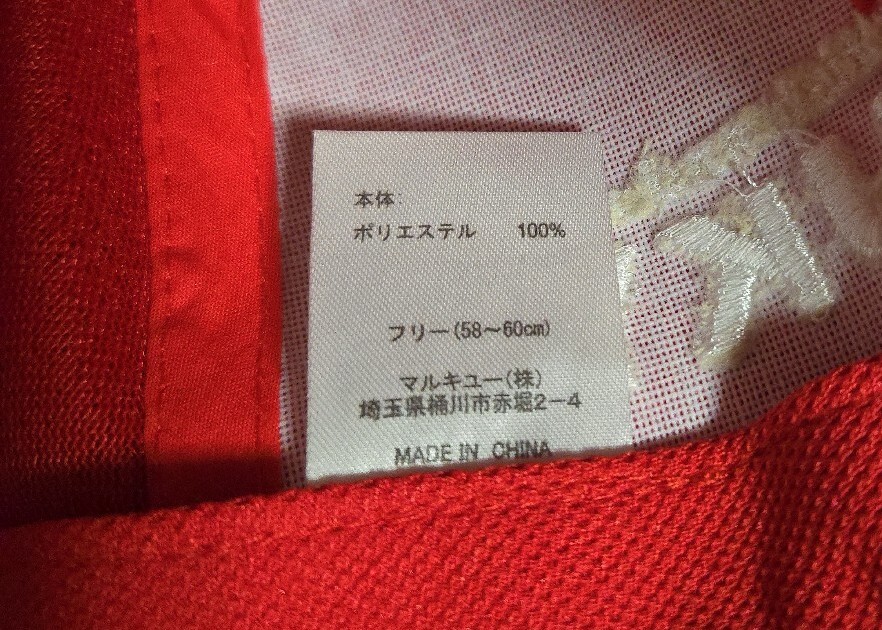 本体:
ポリエステル 100%
フリー(58〜60cm)
マルキユー(株)
埼玉県桶川市赤堀2-4
MADE IN CHINA